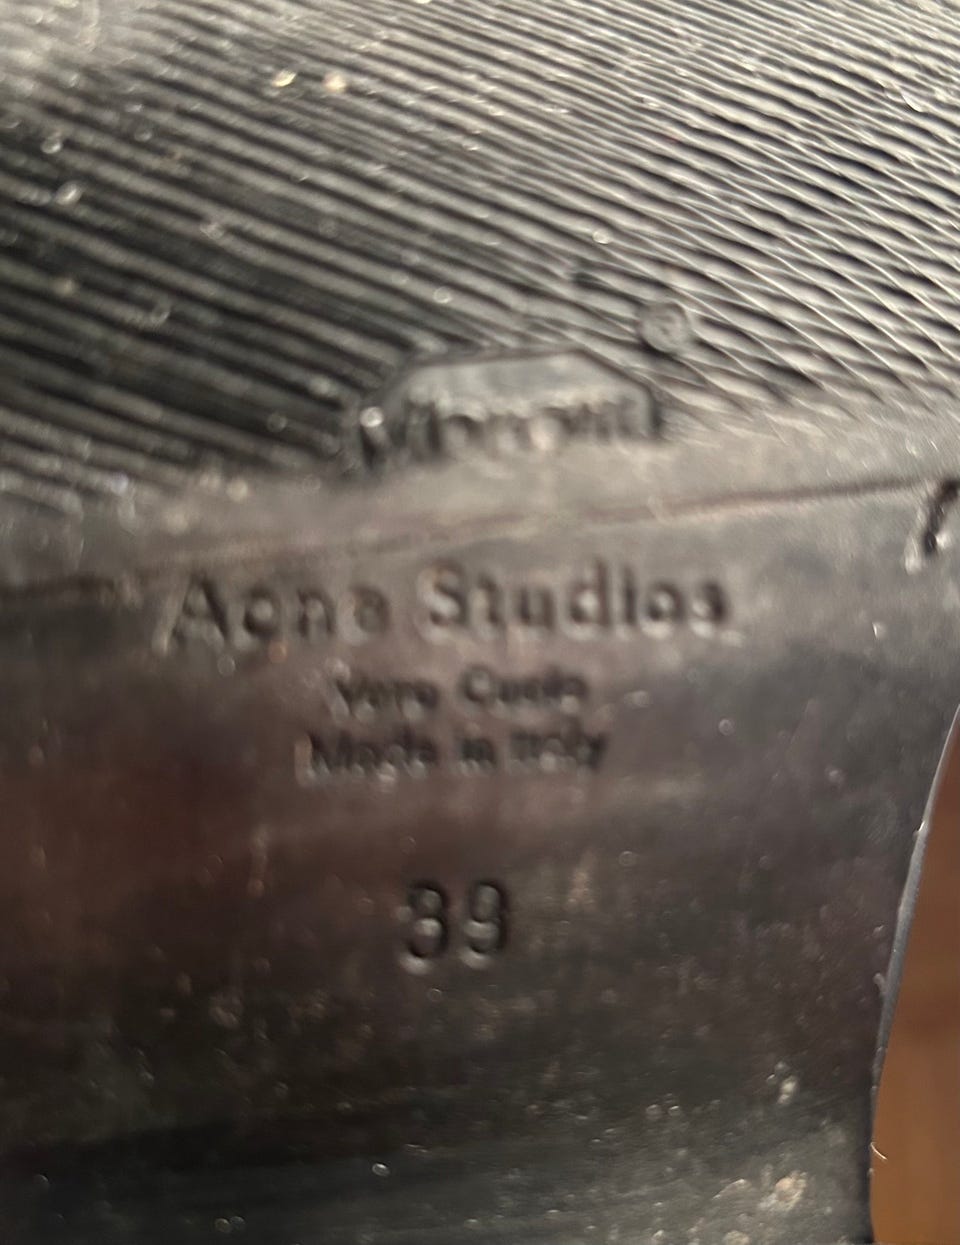 Acne Studios
Vero Cuoio
Made in Italy
39